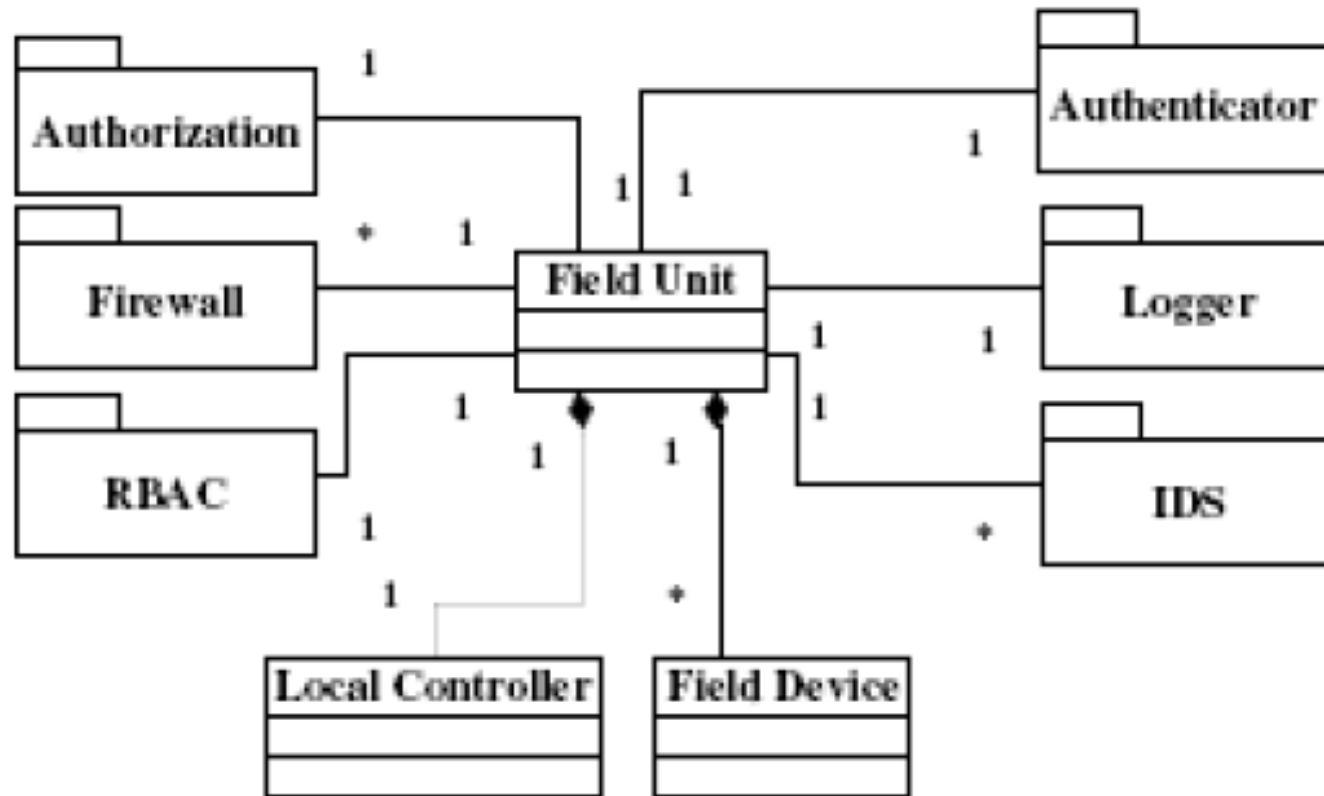 1
Authorization
Authenticator
1
1
1
*
1
Firewall
Field Unit
Logger
1
1
1
1
1
1
RBAC
IDS
1
*
1
*
Local Controller
Field Device